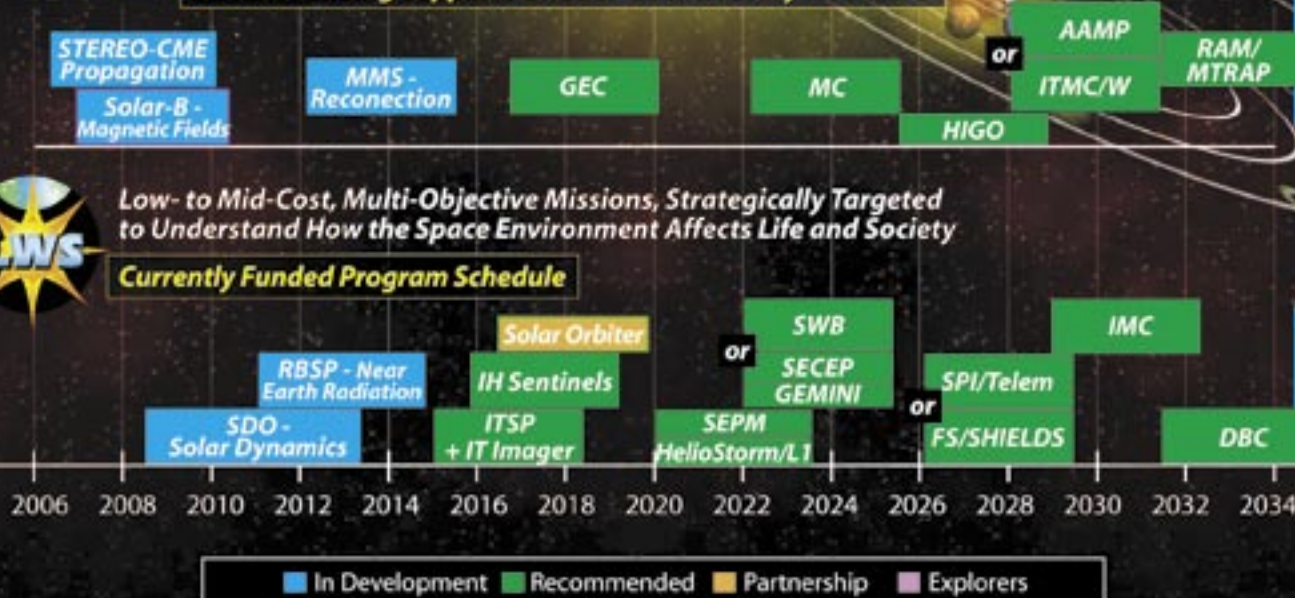 STEREO-CME
Propagation
Solar-B -
Magnetic Fields
MMS -
Reconection
GEC
MC
HIGO
or
AAMP
ITMC/W
RAM/
MTRAP
Low- to Mid-Cost, Multi-Objective Missions, Strategically Targeted
to Understand How the Space Environment Affects Life and Society
Currently Funded Program Schedule
SDO -
Solar Dynamics
RBSP - Near
Earth Radiation
Solar Orbiter
IH Sentinels
ITSP
+ IT Imager
or
SWB
SECEP
GEMINI
SEPM
HelioStorm/L1
or
SPI/Telem
FS/SHIELDS
IMC
DBC
2006 2008 2010 2012 2014 2016 2018 2020 2022 2024 2026 2028 2030 2032 2034
In Development Recommended Partnership Explorers